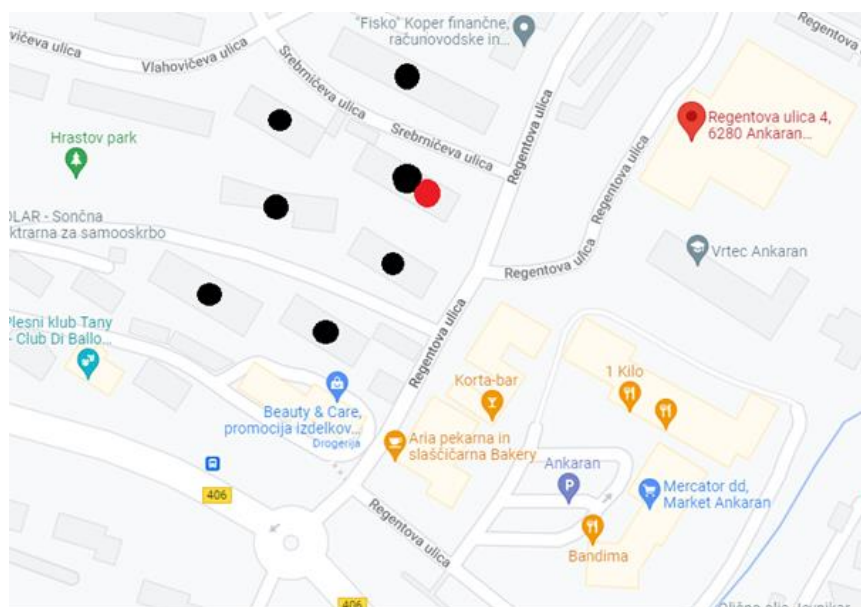 "Fisko" Koper finančne,
računovodske in...
Regentova ulica
vičeva ulica
Vlahovičeva ulica
Srebrničeva ulica
Regentova ulica 4,
6280 Ankaran...
Hrastov park
Srebrničeva ulica
Regentova ulica
Regentova ulica
OLAR - Sončna
ktrarna za samooskrbo
Vrtec Ankaran
Regentova ulica
Plesni klub Tany
- Club Di Ballo...
Regentova ulica
Korta-bar
1 Kilo
Beauty & Care,
promocija izdelkov...
Drogerija
Aria pekarna in
slaščičarna Bakery
Ankaran
P
Mercator dd,
Market Ankaran
406
Regentova ulica
Bandima
406